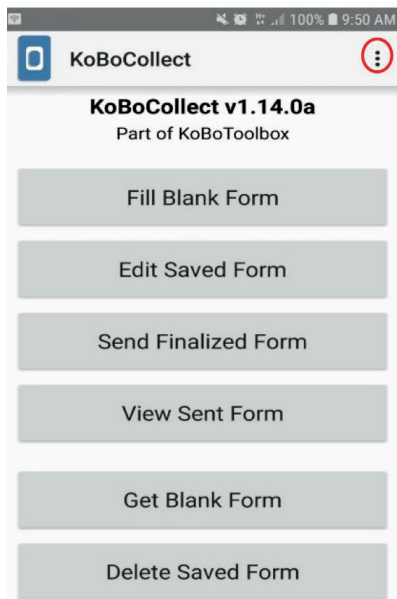 100% 9:50 AM
KoBoCollect
KoBoCollect v1.14.0a
Part of KoBoToolbox
Fill Blank Form
Edit Saved Form
Send Finalized Form
View Sent Form
Get Blank Form
Delete Saved Form